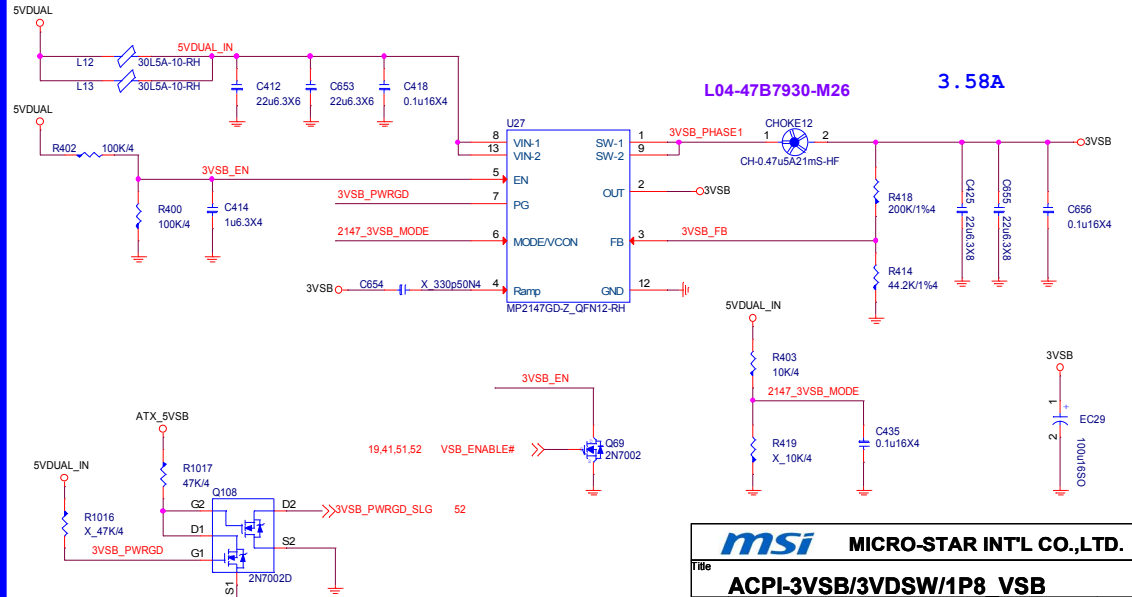 5VDUAL
5VDUAL_IN
L12 30L5A-10-RH
L13 30L5A-10-RH
C412
22u6.3X6
C653
22u6.3X6
C418
0.1u16X4
L04-47B7930-M26
3.58A
5VDUAL
R402 100K/4
3VSB_EN
R400
100K/4
C414
1u6.3X4
3VSB_PWRGD
2147_3VSB_MODE
3VSB C654 X_330p50N4
U27
8 VIN-1
13 VIN-2
5 EN
7 PG
6 MODE/VCON
4 Ramp
SW-1 1
SW-2 9
OUT 2
FB 3
GND 12
MP2147GD-Z_QFN12-RH
3VSB_PHASE1
CHOKE12
1 2
CH-0.47u5A21mS-HF
3VSB
3VSB
3VSB_FB
R418
200K/1%4
R414
44.2K/1%4
C425
22u6.3X8
C655
22u6.3X8
C656
0.1u16X4
5VDUAL_IN
R403
10K/4
2147_3VSB_MODE
R419
X_10K/4
C435
0.1u16X4
3VSB
1
+
EC29
2
100u16SO
3VSB_EN
19,41,51,52 VSB_ENABLE#
Q69
2N7002
ATX_5VSB
R1017
47K/4
5VDUAL_IN
R1016
X_47K/4
3VSB_PWRGD
Q108
G2
D1
G1
S1
D2
S2
2N7002D
3VSB_PWRGD_SLG 52
msi MICRO-STAR INT'L CO.,LTD.
Title
ACPI-3VSB/3VDSW/1P8_VSB